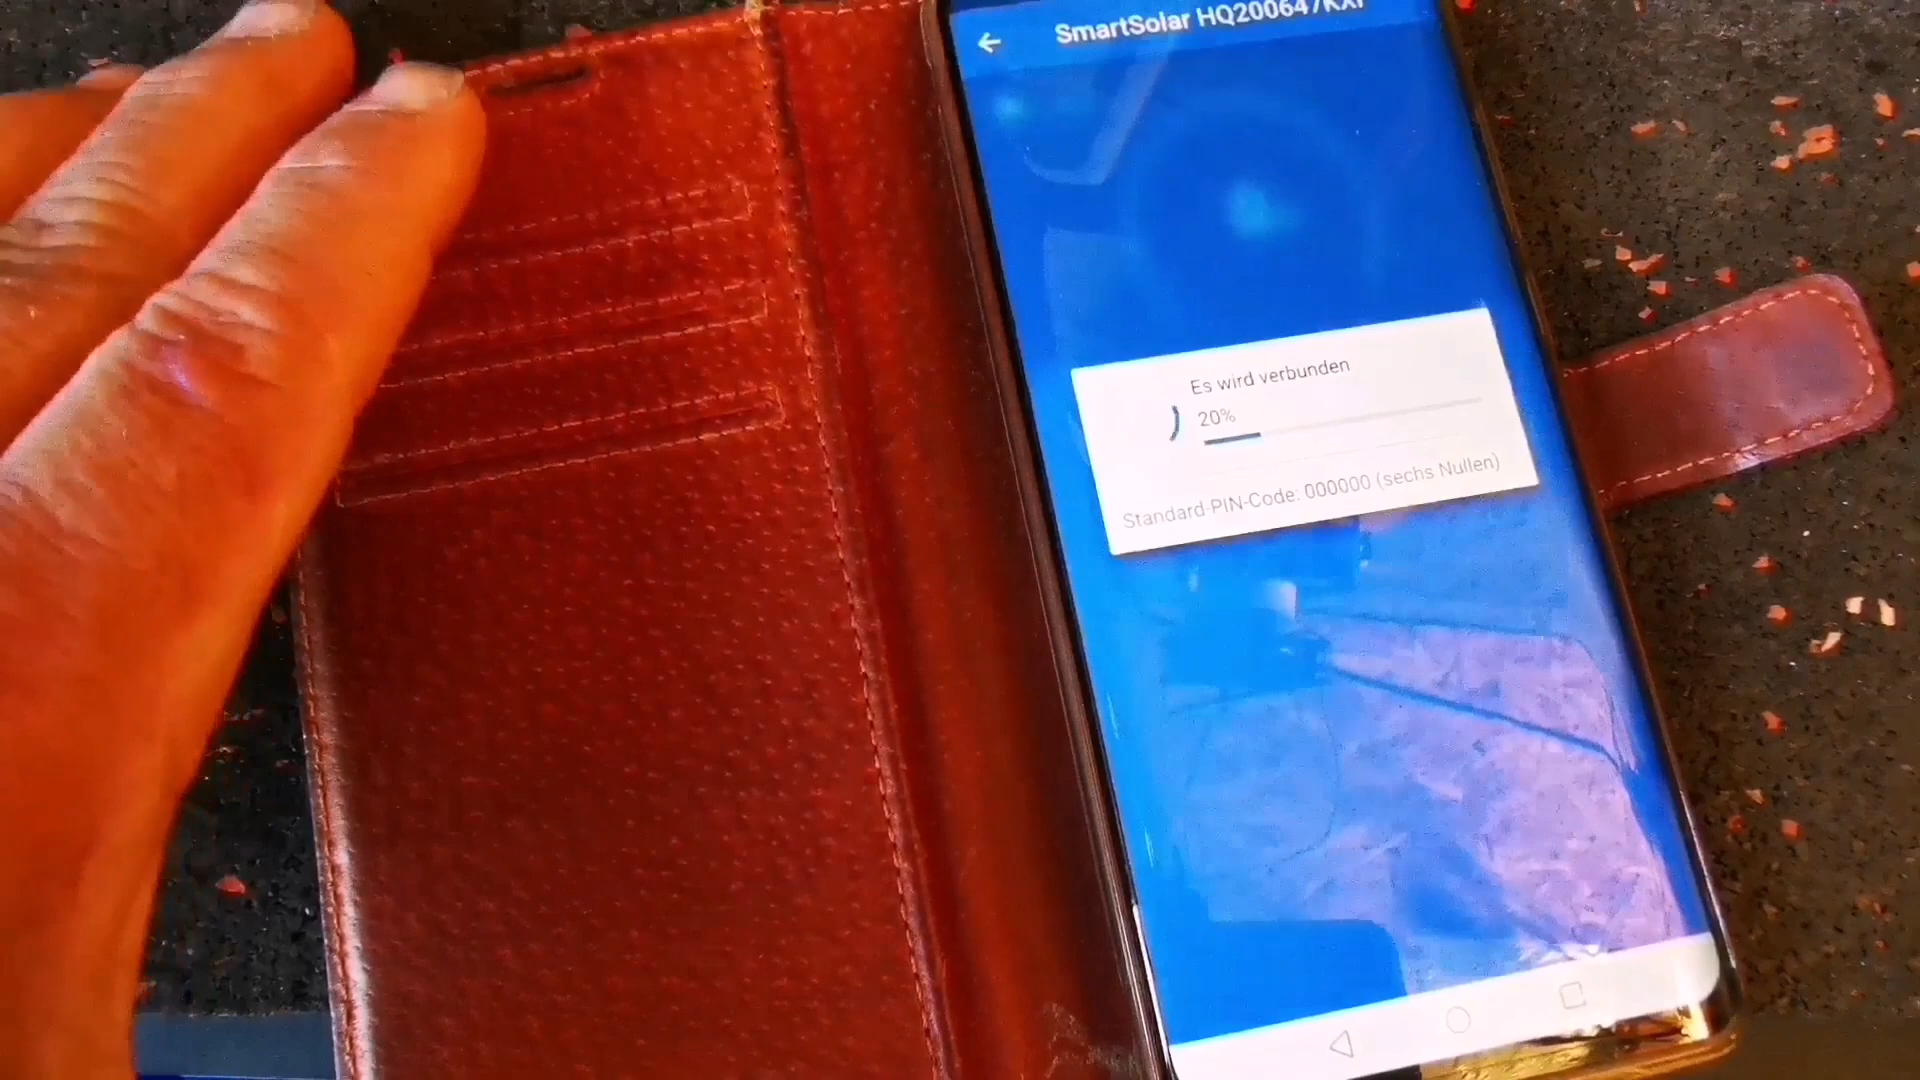 SmartSolar
Es wird verbunden
20%
Standard-PIN-Code: 000000 (sechs Nullen)